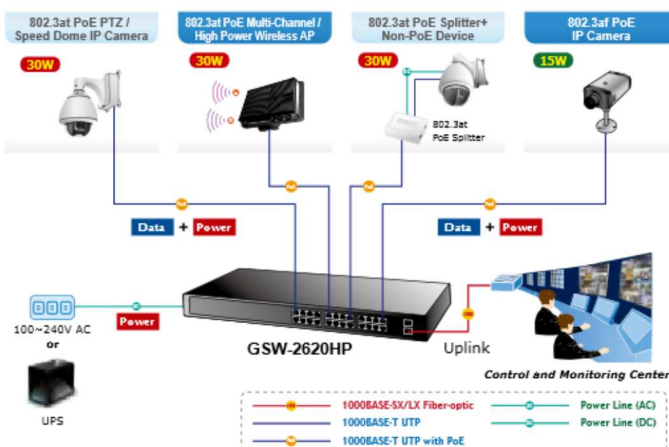 802.3at PoE PTZ /
Speed Dome IP Camera
802.3at PoE Multi-Channel /
High Power Wireless AP
802.3at PoE Splitter+
Non-PoE Device
802.3af PoE
IP Camera
30W
30W
30W
15W
802.3at
PoE Splitter
Data + Power
Data + Power
Power
100~240V AC
or
UPS
GSW-2620HP
Uplink
Control and Monitoring Center
1000BASE-SX/LX Fiber-optic
Power Line (AC)
1000BASE-T UTP
Power Line (DC)
1000BASE-T UTP with PoE